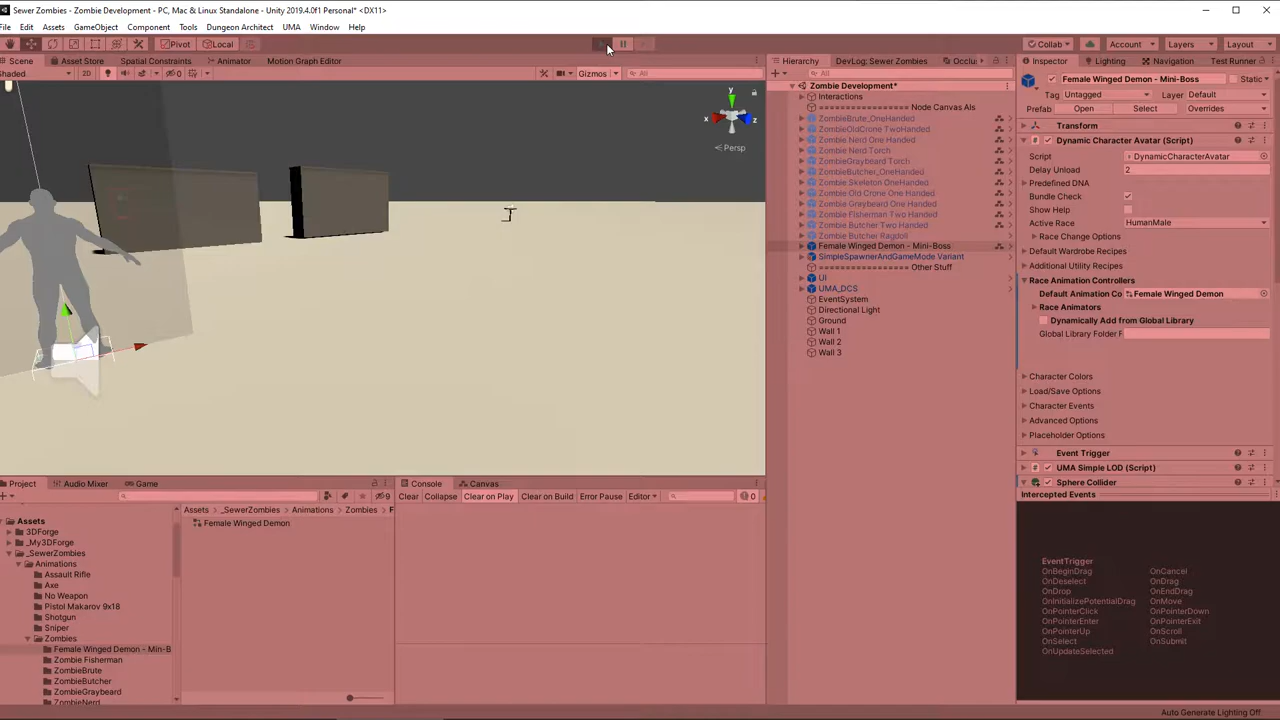 Sewer Zombies - Zombie Development - PC, Mac & Linux Standalone - Unity 2019.4.0f1 Personal* <DX11>
File Edit Assets GameObject Component Tools Dungeon Architect UMA Window Help
Pivot Local Collab Account Layers Layout
Scene Asset Store Spatial Constraints Animator Motion Graph Editor
Shaded 2D 0 Gizmos All
y
x z
Persp
Hierarchy DevLog: Sewer Zombies Occlu
All
Zombie Development*
Interactions
================= Node Canvas AIs
ZombieBrute_OneHanded
ZombieOldCrone TwoHanded
Zombie Nerd One Handed
Zombie Nerd Torch
ZombieGraybeard Torch
ZombieButcher_OneHanded
Zombie Skeleton OneHanded
Zombie Old Crone One Handed
Zombie Greybeard One Handed
Zombie Fisherman Two Handed
Zombie Butcher Two Handed
Zombie Butcher Ragdoll
Female Winged Demon - Mini-Boss
SimpleSpawnerAndGameMode Variant
================= Other Stuff
UI
UMA_DCS
EventSystem
Directional Light
Ground
Wall 1
Wall 2
Wall 3
Inspector Lighting Navigation Test Runner
Female Winged Demon - Mini-Boss Static
Tag Untagged Layer Default
Prefab Open Select Overrides
Transform
Dynamic Character Avatar (Script)
Script DynamicCharacterAvatar
Delay Unload 2
Predefined DNA
Bundle Check
Show Help
Active Race HumanMale
Race Change Options
Default Wardrobe Recipes
Additional Utility Recipes
Race Animation Controllers
Default Animation Co Female Winged Demon
Race Animators
Dynamically Add from Global Library
Global Library Folder F
Character Colors
Load/Save Options
Character Events
Advanced Options
Placeholder Options
Event Trigger
UMA Simple LOD (Script)
Sphere Collider
Intercepted Events
EventTrigger
OnBeginDrag OnCancel
OnDeselect OnDrag
OnDrop OnEndDrag
OnInitializePotentialDrag OnMove
OnPointerClick OnPointerDown
OnPointerEnter OnPointerExit
OnPointerUp OnScroll
OnSelect OnSubmit
OnUpdateSelected
Project Audio Mixer Game
9
Assets
3DForge
_My3DForge
_SewerZombies
Animations
Assault Rifle
Axe
No Weapon
Pistol Makarov 9x18
Shotgun
Sniper
Zombies
Female Winged Demon - Min-B
Zombie Fisherman
ZombieBrute
ZombieButcher
ZombieGraybeard
ZombieNerd
Assets > _SewerZombies > Animations > Zombies > F
Female Winged Demon
Console Canvas
Clear Collapse Clear on Play Clear on Build Error Pause Editor 0
Auto Generate Lighting Off